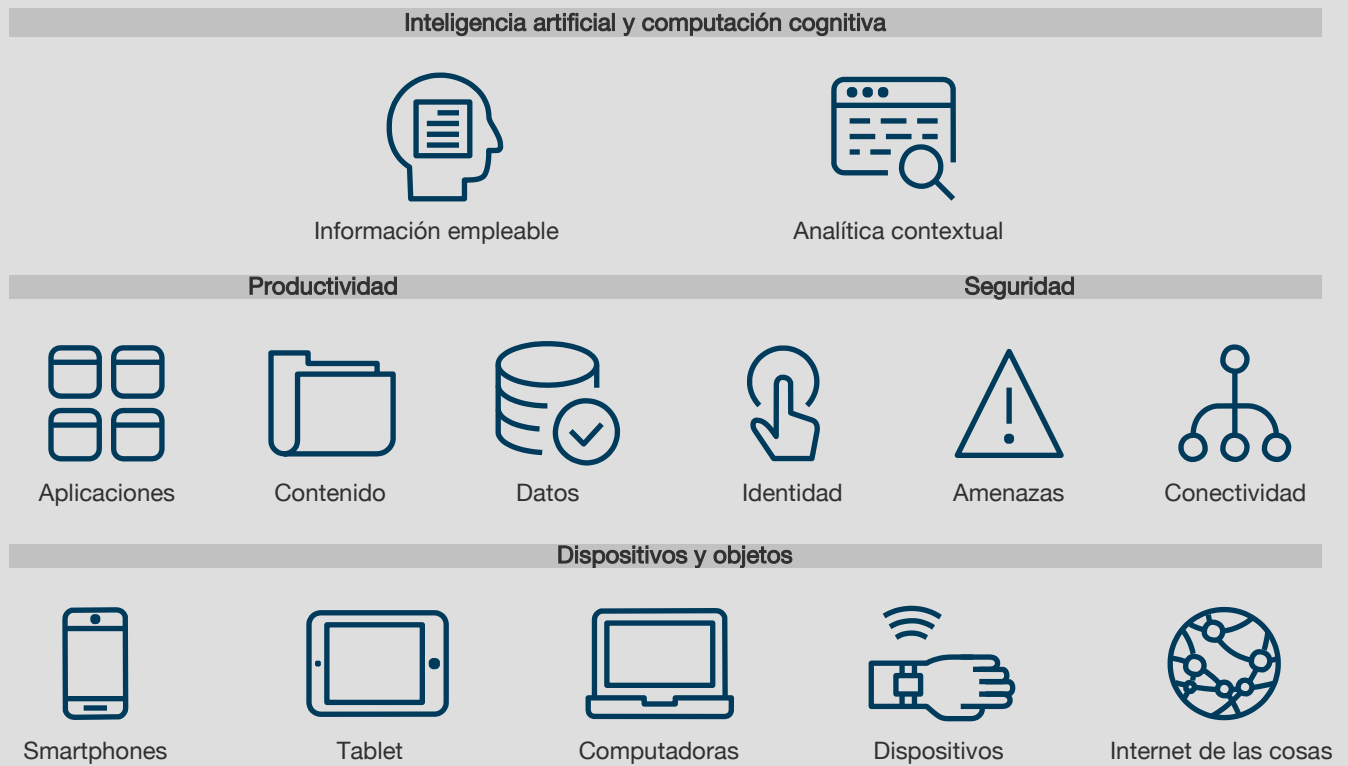 Inteligencia artificial y computación cognitiva
Información empleable
Analítica contextual
Productividad
Seguridad
Aplicaciones
Contenido
Datos
Identidad
Amenazas
Conectividad
Dispositivos y objetos
Smartphones
Tablet
Computadoras
Dispositivos
Internet de las cosas